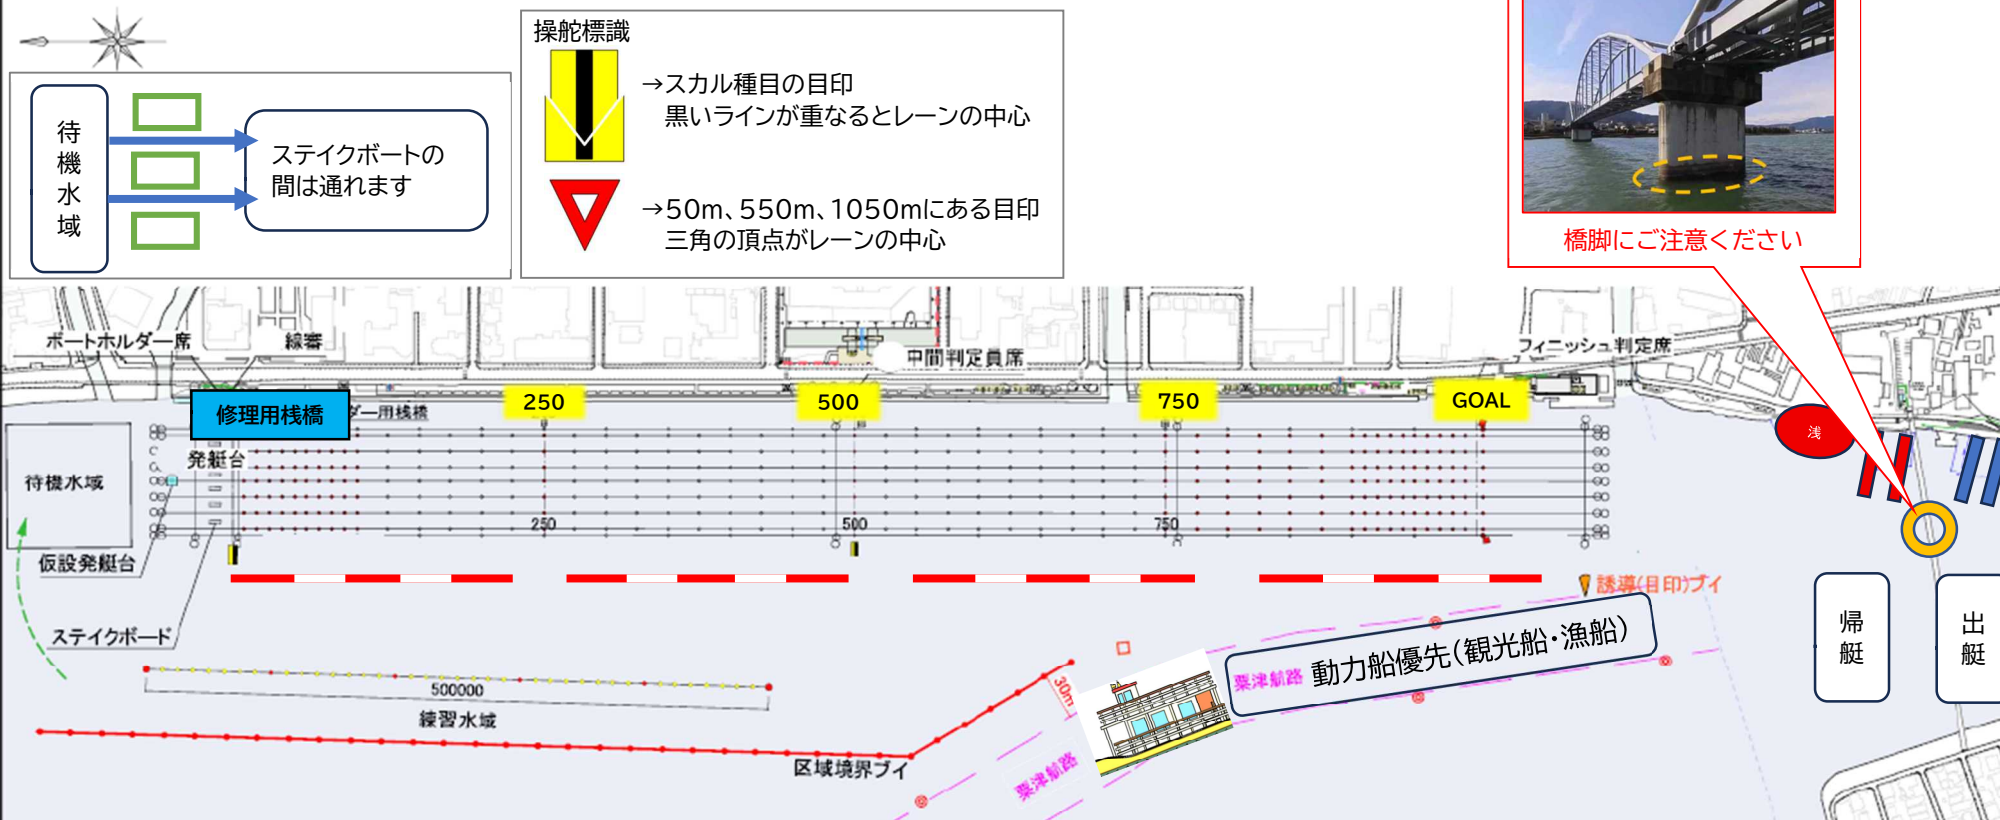 操舵標識
→スカル種目の目印
黒いラインが重なるとレーンの中心
→50m、550m、1050mにある目印
三角の頂点がレーンの中心
待機水域
ステイクボートの
間は通れます
橋脚にご注意ください
ボートホルダー席
線審
中間判定員席
フィニッシュ判定席
修理用桟橋
ダー用桟橋
250
500
750
GOAL
浅
発艇台
待機水域
250
500
750
仮設発艇台
ステイクボード
誘導(目印)ブイ
帰艇
出艇
動力船優先(観光船・漁船)
粟津航路
500000
練習水域
30m
粟津航路
区域境界ブイ